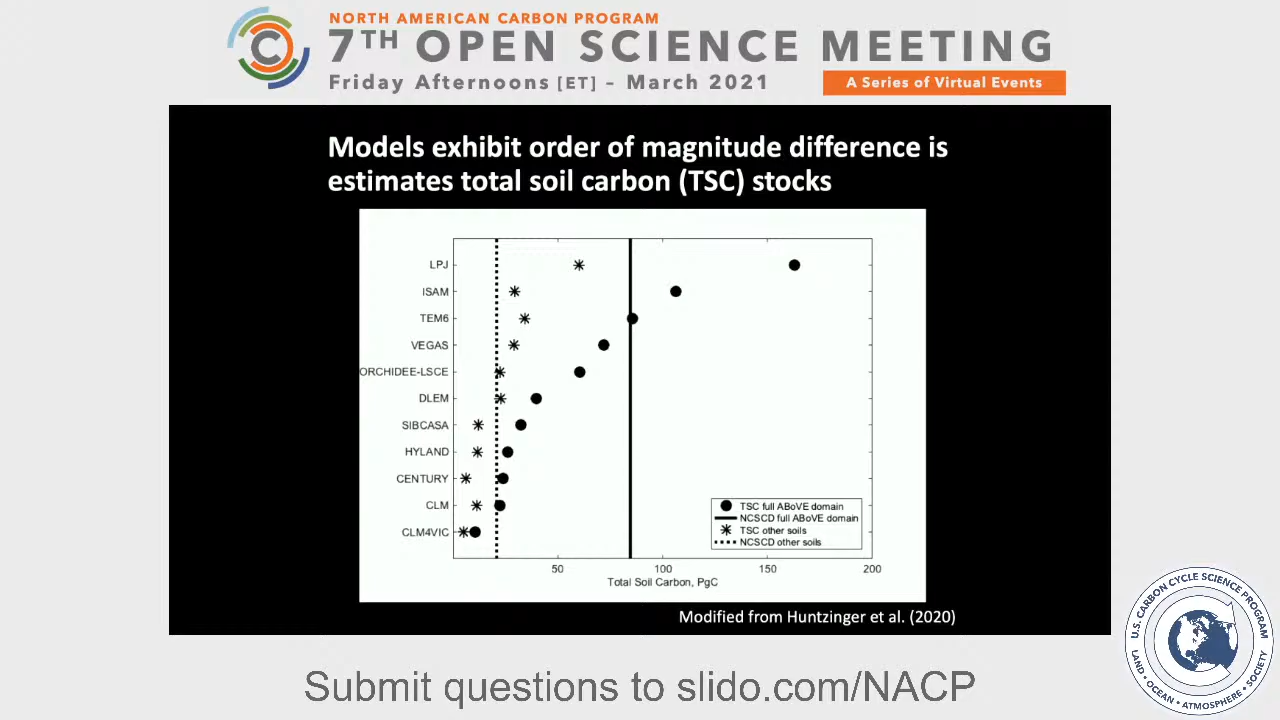 NORTH AMERICAN CARBON PROGRAM
7TH OPEN SCIENCE MEETING
Friday Afternoons [ET] – March 2021
A Series of Virtual Events
C
Models exhibit order of magnitude difference is
estimates total soil carbon (TSC) stocks
LPJ
ISAM
TEM6
VEGAS
ORCHIDEE-LSCE
DLEM
SIBCASA
HYLAND
CENTURY
CLM
CLM4VIC
TSC full ABoVE domain
NCSCD full ABoVE domain
TSC other soils
NCSCD other soils
50 100 150 200
Total Soil Carbon, PgC
Modified from Huntzinger et al. (2020)
U.S. CARBON CYCLE SCIENCE PROGRAM
LAND • OCEAN • ATMOSPHERE • SOCIETY
Submit questions to slido.com/NACP